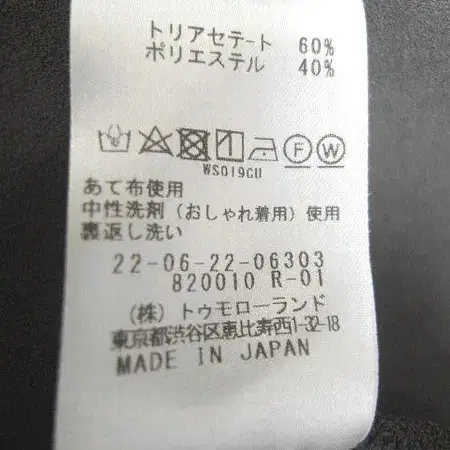 トリアセテート 60%
ポリエステル 40%
F W
WS019GU
あて布使用
中性洗剤(おしゃれ着用)使用
裏返し洗い
22-06-22-06303
820010 R-01
(株)トゥモローランド
東京都渋谷区恵比寿西1-32-18
MADE IN JAPAN